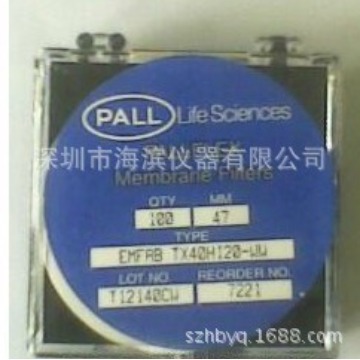 PALL Life Sciences
PALLFLEX
深圳市海滨仪器有限公司
Membrane Filters
QTY MM
100 47
TYPE
EMFAB TX40HI20-WW
LOT NO. REORDER NO.
T12140CW 7221
szhbyq.1688.com